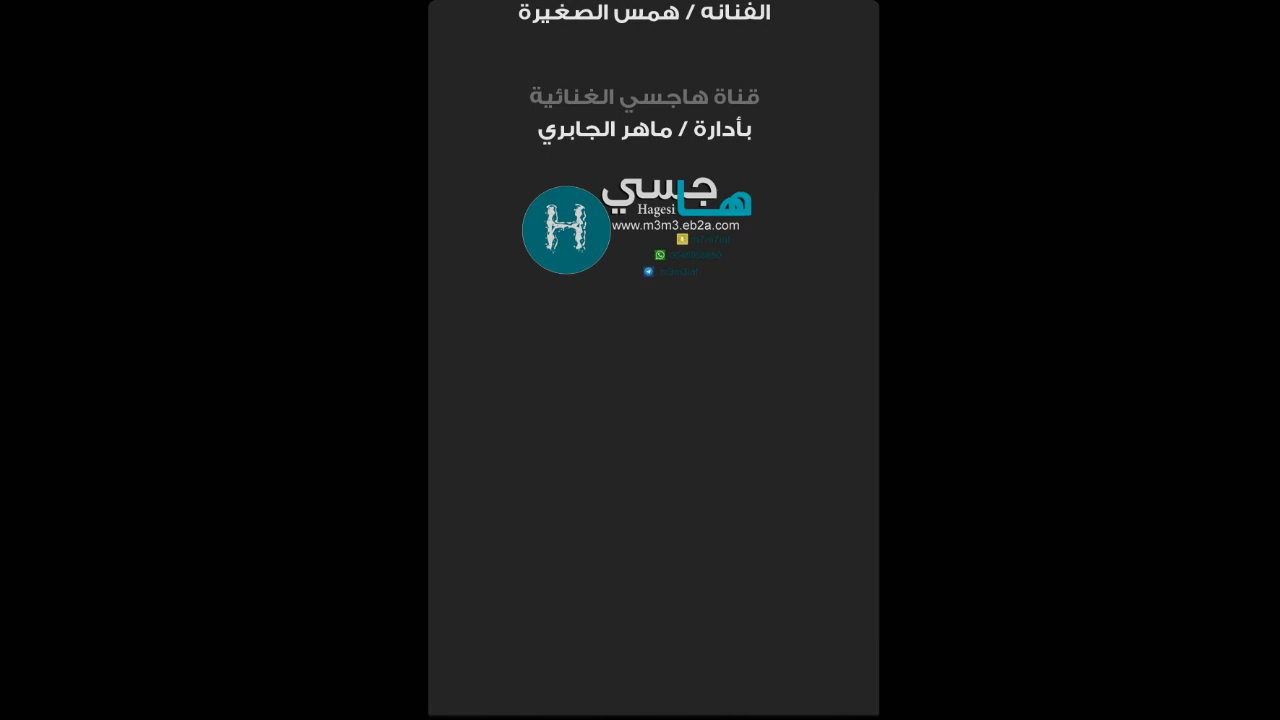 الفنانه / همس الصغيرة
قناة هاجسي الغنائية
بأدارة / ماهر الجابري
هاجسي
Hagesi
H
www.m3m3.eb2a.com